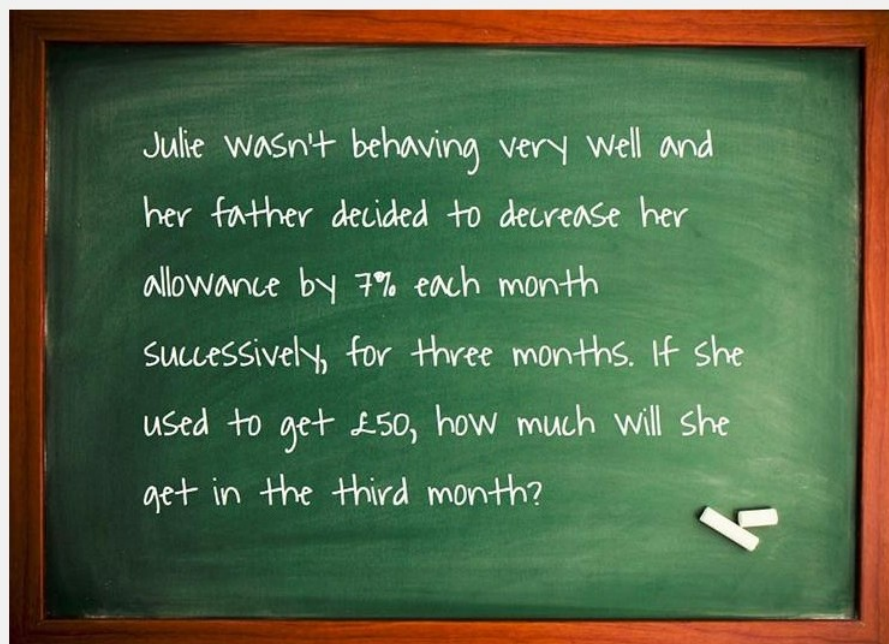 Julie wasn't behaving very well and
her father decided to decrease her
allowance by 7% each month
successively, for three months. If she
used to get £50, how much will she
get in the third month?